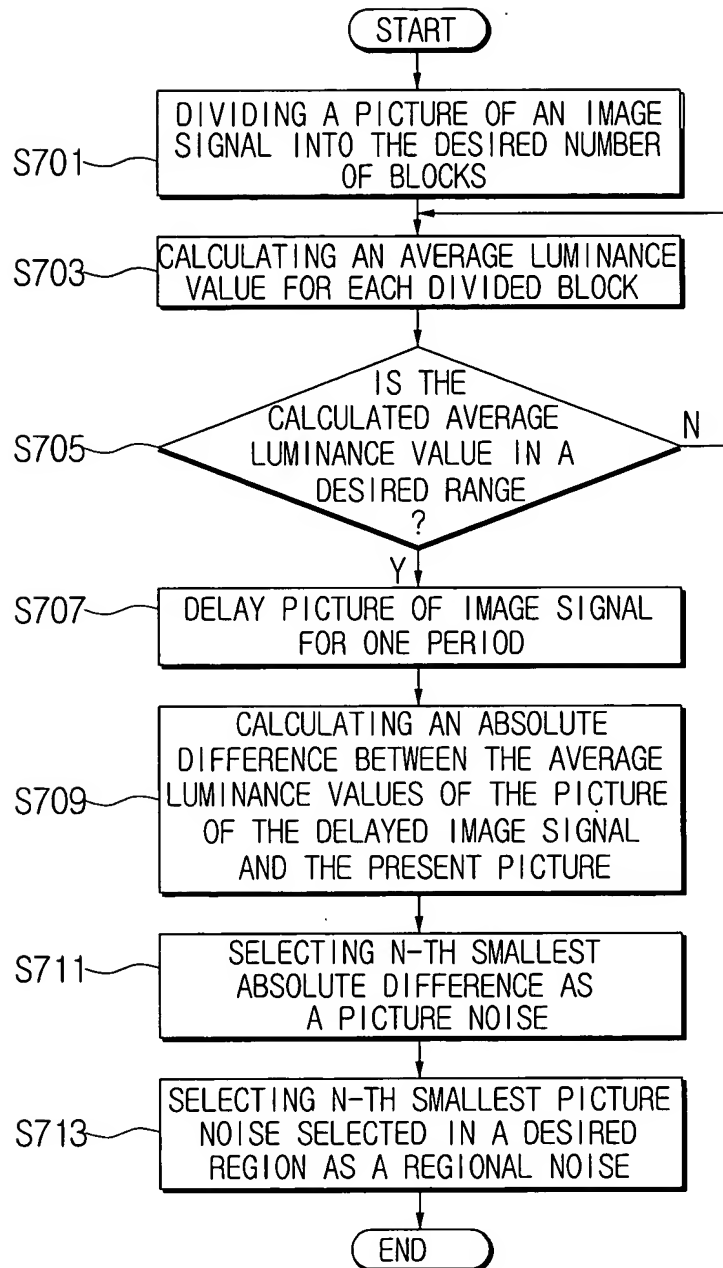 START
DIVIDING A PICTURE OF AN IMAGE
SIGNAL INTO THE DESIRED NUMBER
OF BLOCKS
S701
CALCULATING AN AVERAGE LUMINANCE
VALUE FOR EACH DIVIDED BLOCK
S703
IS THE
CALCULATED AVERAGE
LUMINANCE VALUE IN A
DESIRED RANGE
?
S705
N
Y
DELAY PICTURE OF IMAGE SIGNAL
FOR ONE PERIOD
S707
CALCULATING AN ABSOLUTE
DIFFERENCE BETWEEN THE AVERAGE
LUMINANCE VALUES OF THE PICTURE
OF THE DELAYED IMAGE SIGNAL
AND THE PRESENT PICTURE
S709
SELECTING N-TH SMALLEST
ABSOLUTE DIFFERENCE AS
A PICTURE NOISE
S711
SELECTING N-TH SMALLEST PICTURE
NOISE SELECTED IN A DESIRED
REGION AS A REGIONAL NOISE
S713
END